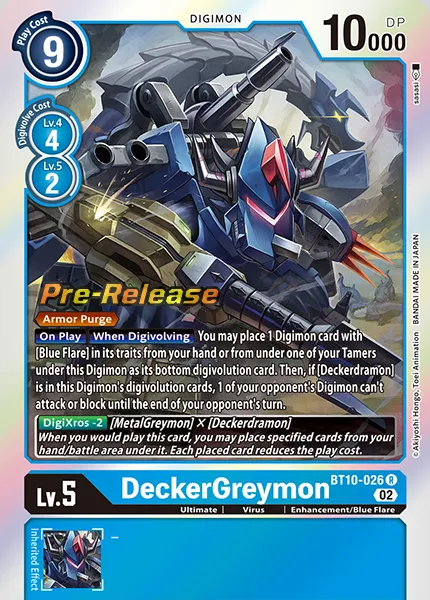 Play Cost
9
DIGIMON
10000
DP
Digivolve Cost
Lv.4
4
Lv.5
2
sasasi
©Akiyoshi Hongo, Toei Animation BANDAI MADE IN JAPAN
Pre-Release
Armor Purge
On Play When Digivolving You may place 1 Digimon card with
[Blue Flare] in its traits from your hand or from under one of your Tamers
under this Digimon as its bottom digivolution card. Then, if [Deckerdramon]
is in this Digimon's digivolution cards, 1 of your opponent's Digimon can't
attack or block until the end of your opponent's turn.
DigiXros -2 [MetalGreymon] × [Deckerdramon]
When you would play this card, you may place specified cards from your
hand/battle area under it. Each placed card reduces the play cost.
Lv.5
DeckerGreymon
BT10-026 R
02
Ultimate Virus Enhancement/Blue Flare
Inherited Effect
–